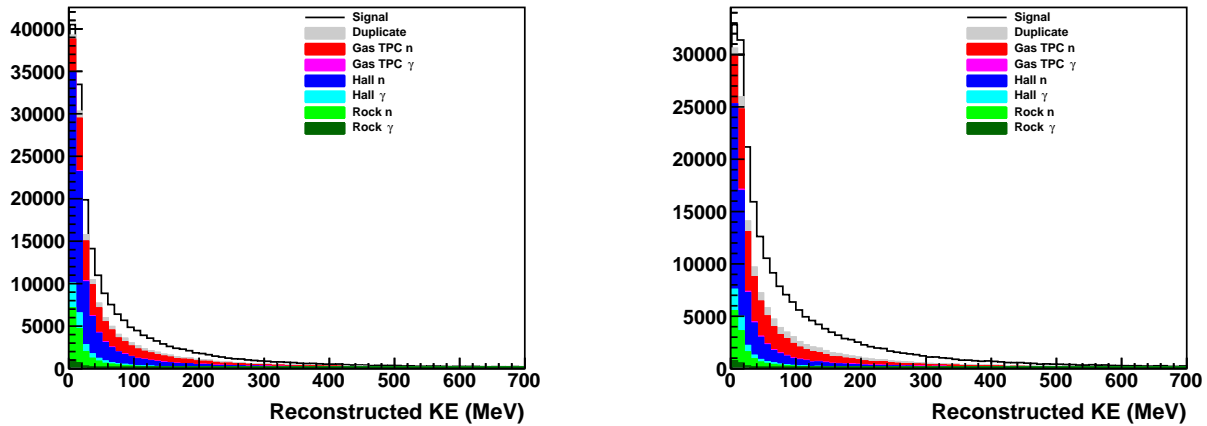 40000
35000
30000
25000
20000
15000
10000
5000
0
0 100 200 300 400 500 600 700
Reconstructed KE (MeV)
Signal
Duplicate
Gas TPC n
Gas TPC γ
Hall n
Hall γ
Rock n
Rock γ
30000
25000
20000
15000
10000
5000
0
0 100 200 300 400 500 600 700
Reconstructed KE (MeV)
Signal
Duplicate
Gas TPC n
Gas TPC γ
Hall n
Hall γ
Rock n
Rock γ